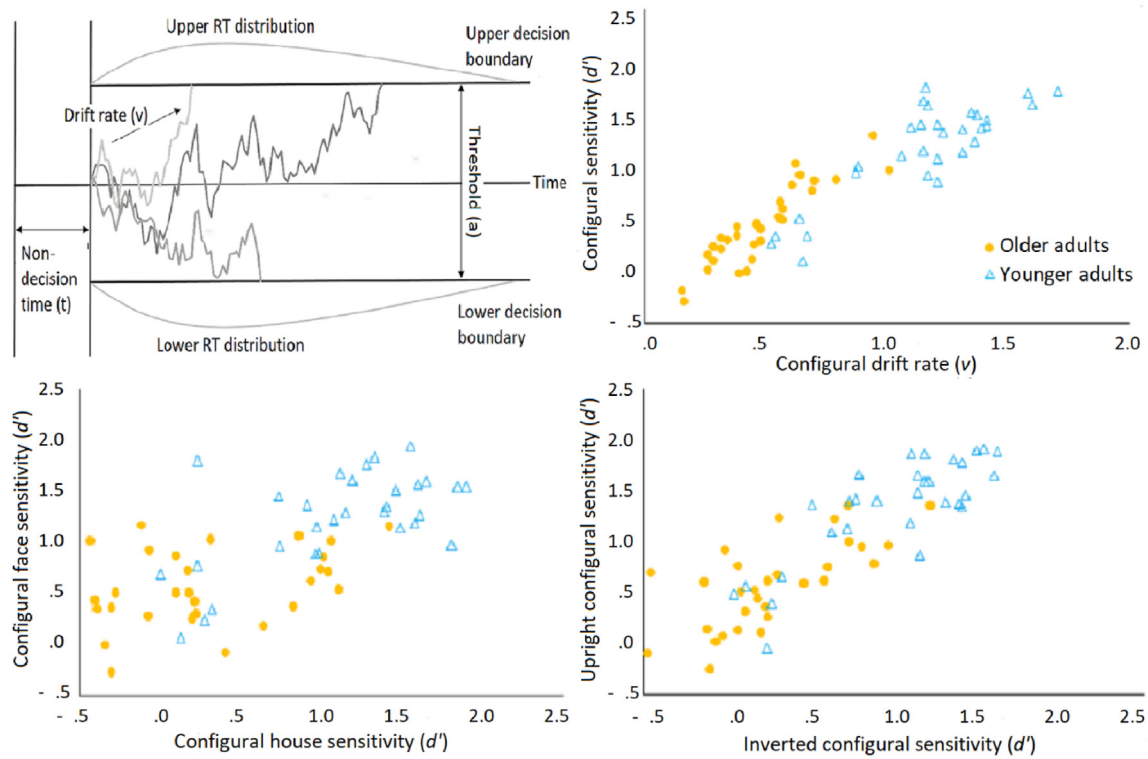 Upper RT distribution
Upper decision
boundary
Drift rate (v)
Threshold (a)
Time
Non-
decision
time (t)
Lower decision
boundary
Lower RT distribution
Configural sensitivity (d')
2.5
2.0
1.5
1.0
.5
.0
- .5
Older adults
Younger adults
.0
.5
1.0
1.5
2.0
Configural drift rate (v)
Configural face sensitivity (d')
2.5
2.0
1.5
1.0
.5
.0
- .5
- .5
.0
.5
1.0
1.5
2.0
2.5
Configural house sensitivity (d')
Upright configural sensitivity (d')
2.5
2.0
1.5
1.0
.5
.0
- .5
- .5
.0
.5
1.0
1.5
2.0
2.5
Inverted configural sensitivity (d')